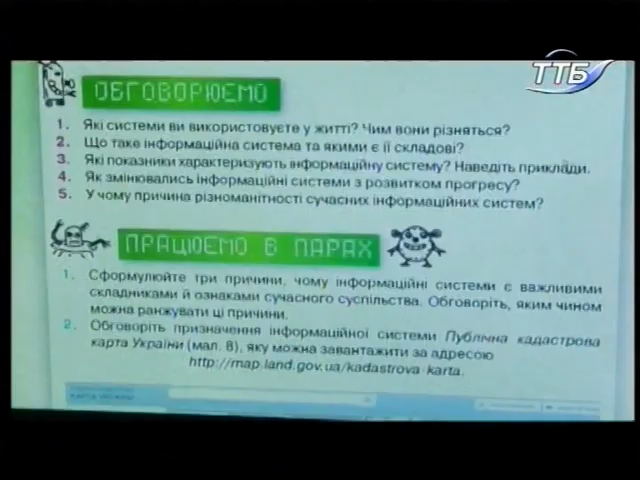 ТТБ
ОБГОВОРЮЄМО
1. Які системи ви використовуєте у житті? Чим вони різняться?
2. Що таке інформаційна система та якими є її складові?
3. Які показники характеризують інформаційну систему? Наведіть приклади.
4. Як змінювались інформаційні системи з розвитком прогресу?
5. У чому причина різноманітності сучасних інформаційних систем?
ПРАЦЮЄМО В ПАРАХ
1. Сформулюйте три причини, чому інформаційні системи є важливими
складниками й ознаками сучасного суспільства. Обговоріть, яким чином
можна ранжувати ці причини.
2. Обговоріть призначення інформаційної системи Публічна кадастрова
карта України (мал. 8), яку можна завантажити за адресою
http://map.land.gov.ua/kadastrova-karta.